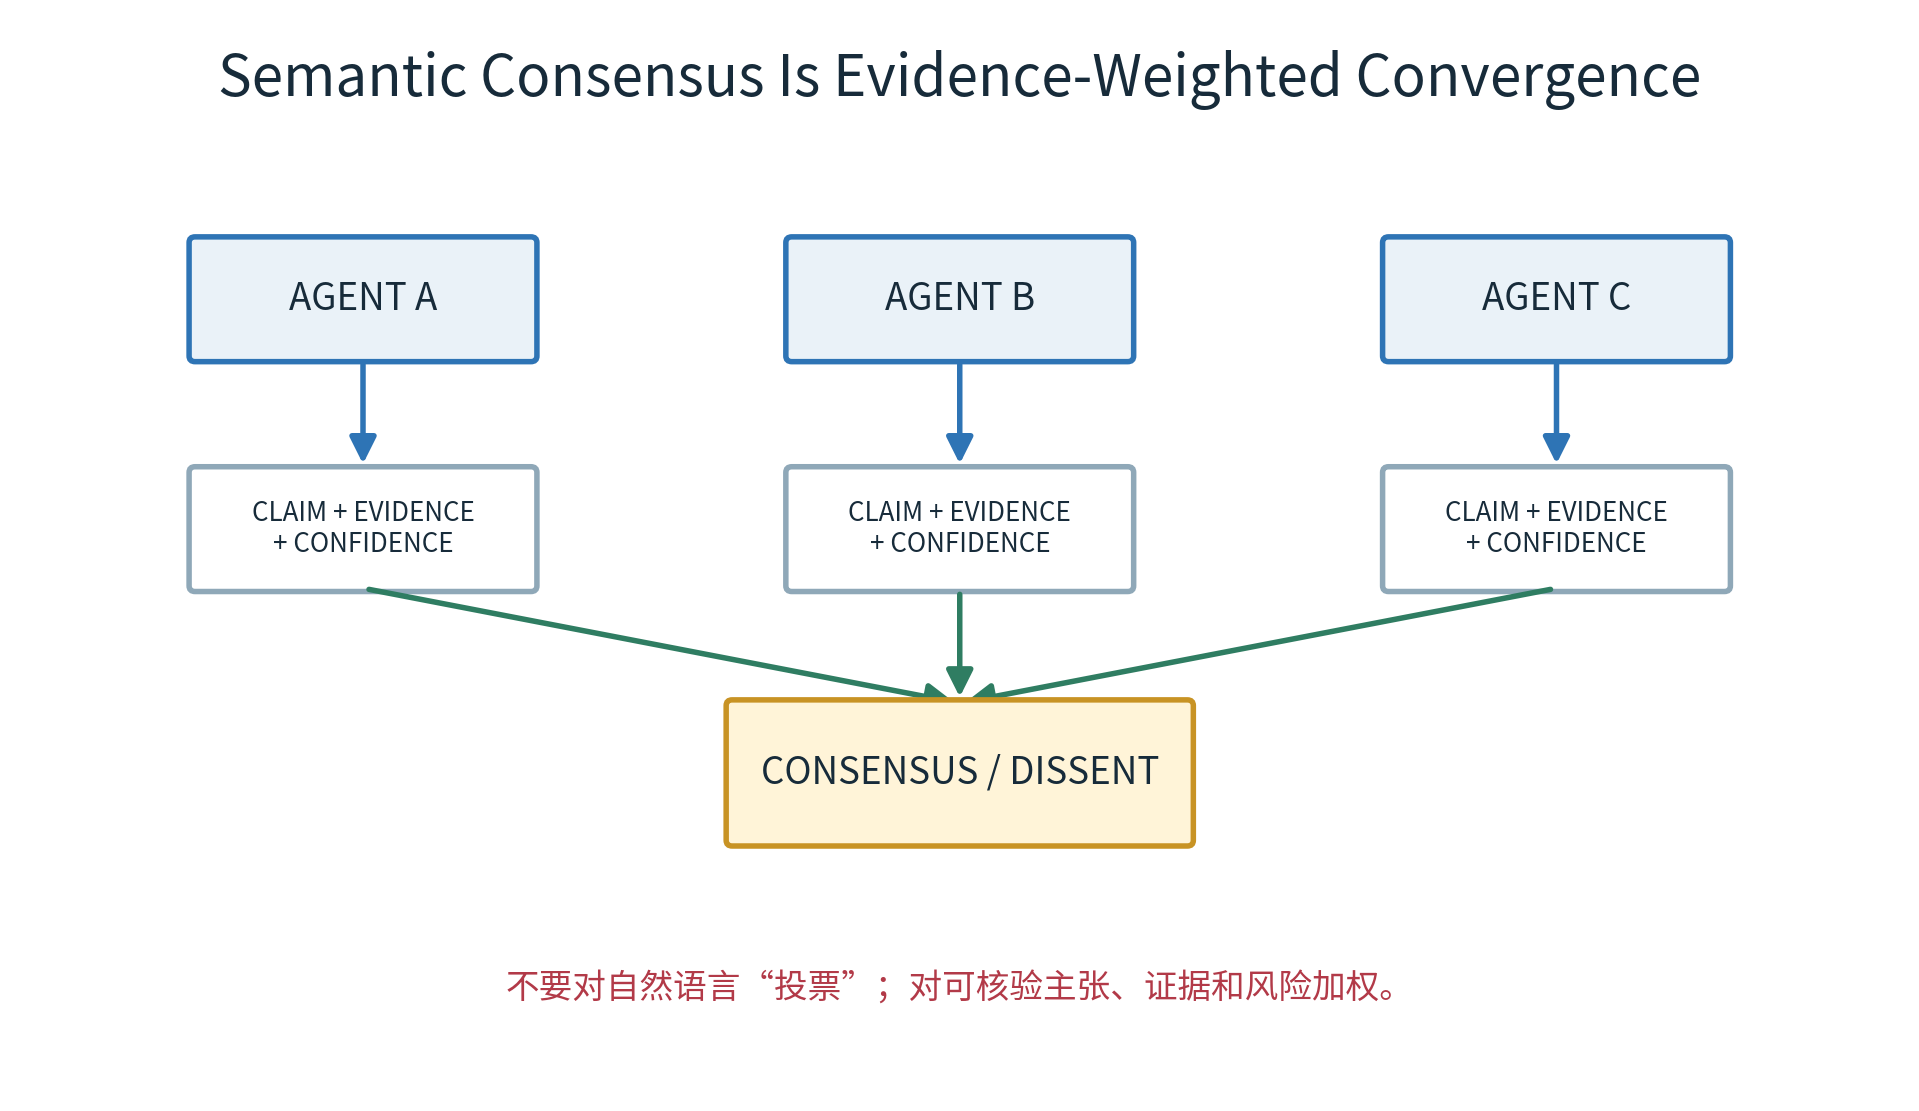 Semantic Consensus Is Evidence-Weighted Convergence
AGENT A
AGENT B
AGENT C
CLAIM + EVIDENCE
+ CONFIDENCE
CLAIM + EVIDENCE
+ CONFIDENCE
CLAIM + EVIDENCE
+ CONFIDENCE
CONSENSUS / DISSENT
不要对自然语言“投票”；对可核验主张、证据和风险加权。